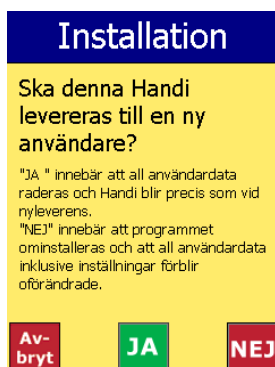 Installation
Ska denna Handi
levereras till en ny
användare?
"JA " innebär att all användardata
raderas och Handi blir precis som vid
nyleverens.
"NEJ" innebär att programmet
ominstalleras och att all användardata
inklusive inställningar förblir
oförändrade.
Av-
bryt
JA
NEJ